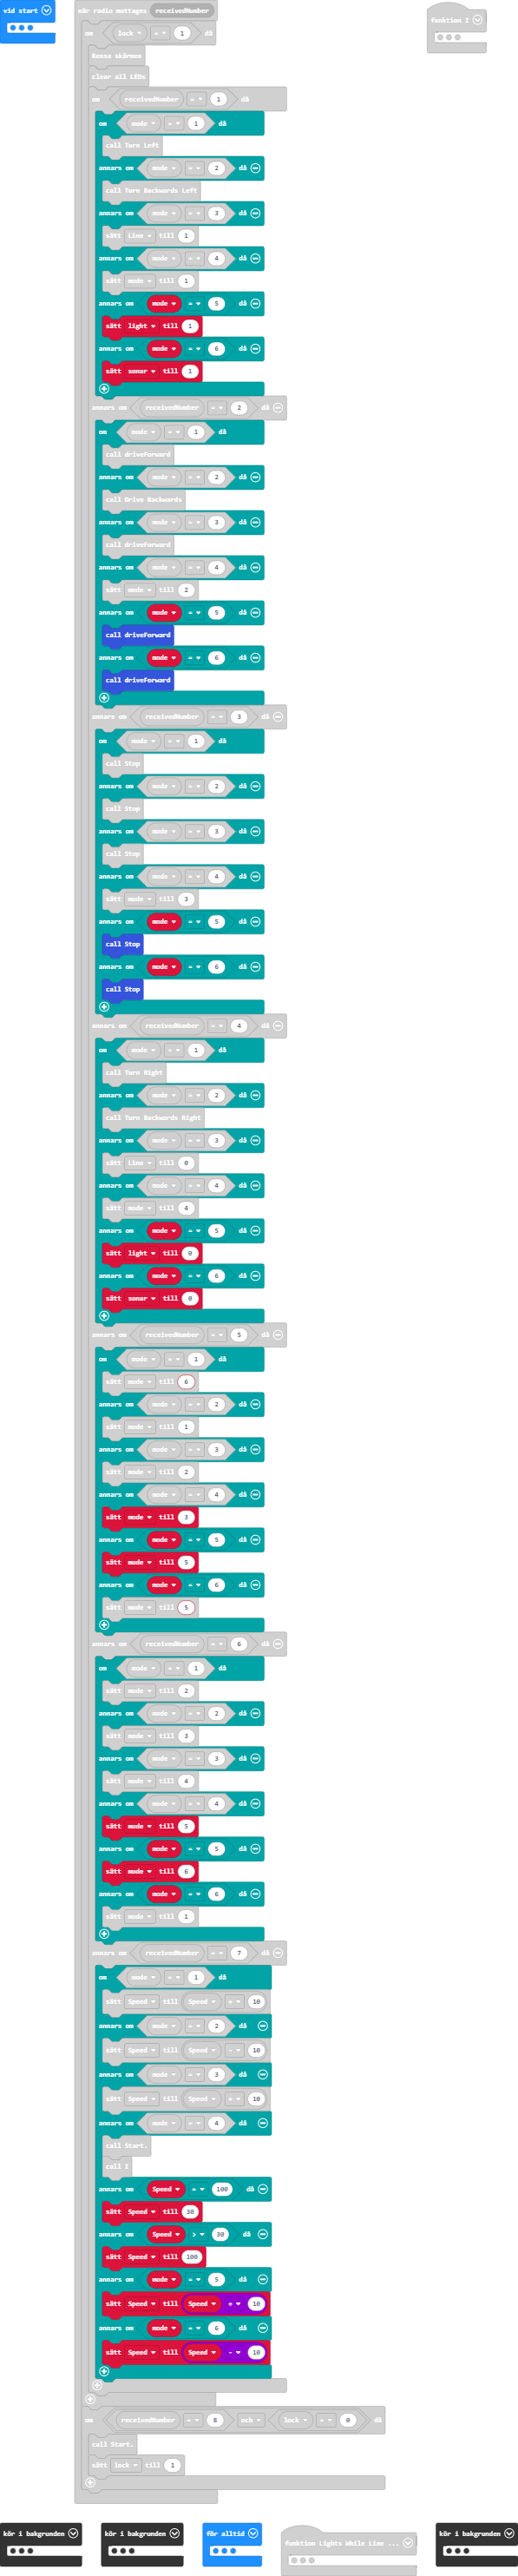 vid start
när radio mottages receivedNumber
funktion I
om lock = 1 då
Rensa skärmen
clear all LEDs
om receivedNumber = 1 då
om mode = 1 då
call Turn Left
annars om mode = 2 då
call Turn Backwards Left
annars om mode = 3 då
sätt Line till 1
annars om mode = 4 då
sätt mode till 1
annars om mode = 5 då
sätt light till 1
annars om mode = 6 då
sätt sonar till 1
annars om receivedNumber = 2 då
om mode = 1 då
call driveforward
annars om mode = 2 då
call Drive Backwards
annars om mode = 3 då
call driveforward
annars om mode = 4 då
sätt mode till 2
annars om mode = 5 då
call driveforward
annars om mode = 6 då
call driveforward
annars om receivedNumber = 3 då
om mode = 1 då
call Stop
annars om mode = 2 då
call Stop
annars om mode = 3 då
call Stop
annars om mode = 4 då
sätt mode till 3
annars om mode = 5 då
call Stop
annars om mode = 6 då
call Stop
annars om receivedNumber = 4 då
om mode = 1 då
call Turn Right
annars om mode = 2 då
call Turn Backwards Right
annars om mode = 3 då
sätt Line till 0
annars om mode = 4 då
sätt mode till 4
annars om mode = 5 då
sätt light till 0
annars om mode = 6 då
sätt sonar till 0
annars om receivedNumber = 5 då
om mode = 1 då
sätt mode till 6
annars om mode = 2 då
sätt mode till 1
annars om mode = 3 då
sätt mode till 2
annars om mode = 4 då
sätt mode till 3
annars om mode = 5 då
sätt mode till 5
annars om mode = 6 då
sätt mode till 5
annars om receivedNumber = 6 då
om mode = 1 då
sätt mode till 2
annars om mode = 2 då
sätt mode till 3
annars om mode = 3 då
sätt mode till 4
annars om mode = 4 då
sätt mode till 5
annars om mode = 5 då
sätt mode till 6
annars om mode = 6 då
sätt mode till 1
annars om receivedNumber = 7 då
om mode = 1 då
sätt Speed till Speed + 10
annars om mode = 2 då
sätt Speed till Speed - 10
annars om mode = 3 då
sätt Speed till Speed + 10
annars om mode = 4 då
call Start.
call I
annars om Speed = 100 då
sätt Speed till 30
annars om Speed > 30 då
sätt Speed till 100
annars om mode = 5 då
sätt Speed till Speed + 10
annars om mode = 6 då
sätt Speed till Speed - 10
om receivedNumber = 8 och lock = 0 då
call Start.
sätt lock till 1
kör i bakgrunden
kör i bakgrunden
för alltid
funktion Lights While Line ...
kör i bakgrunden